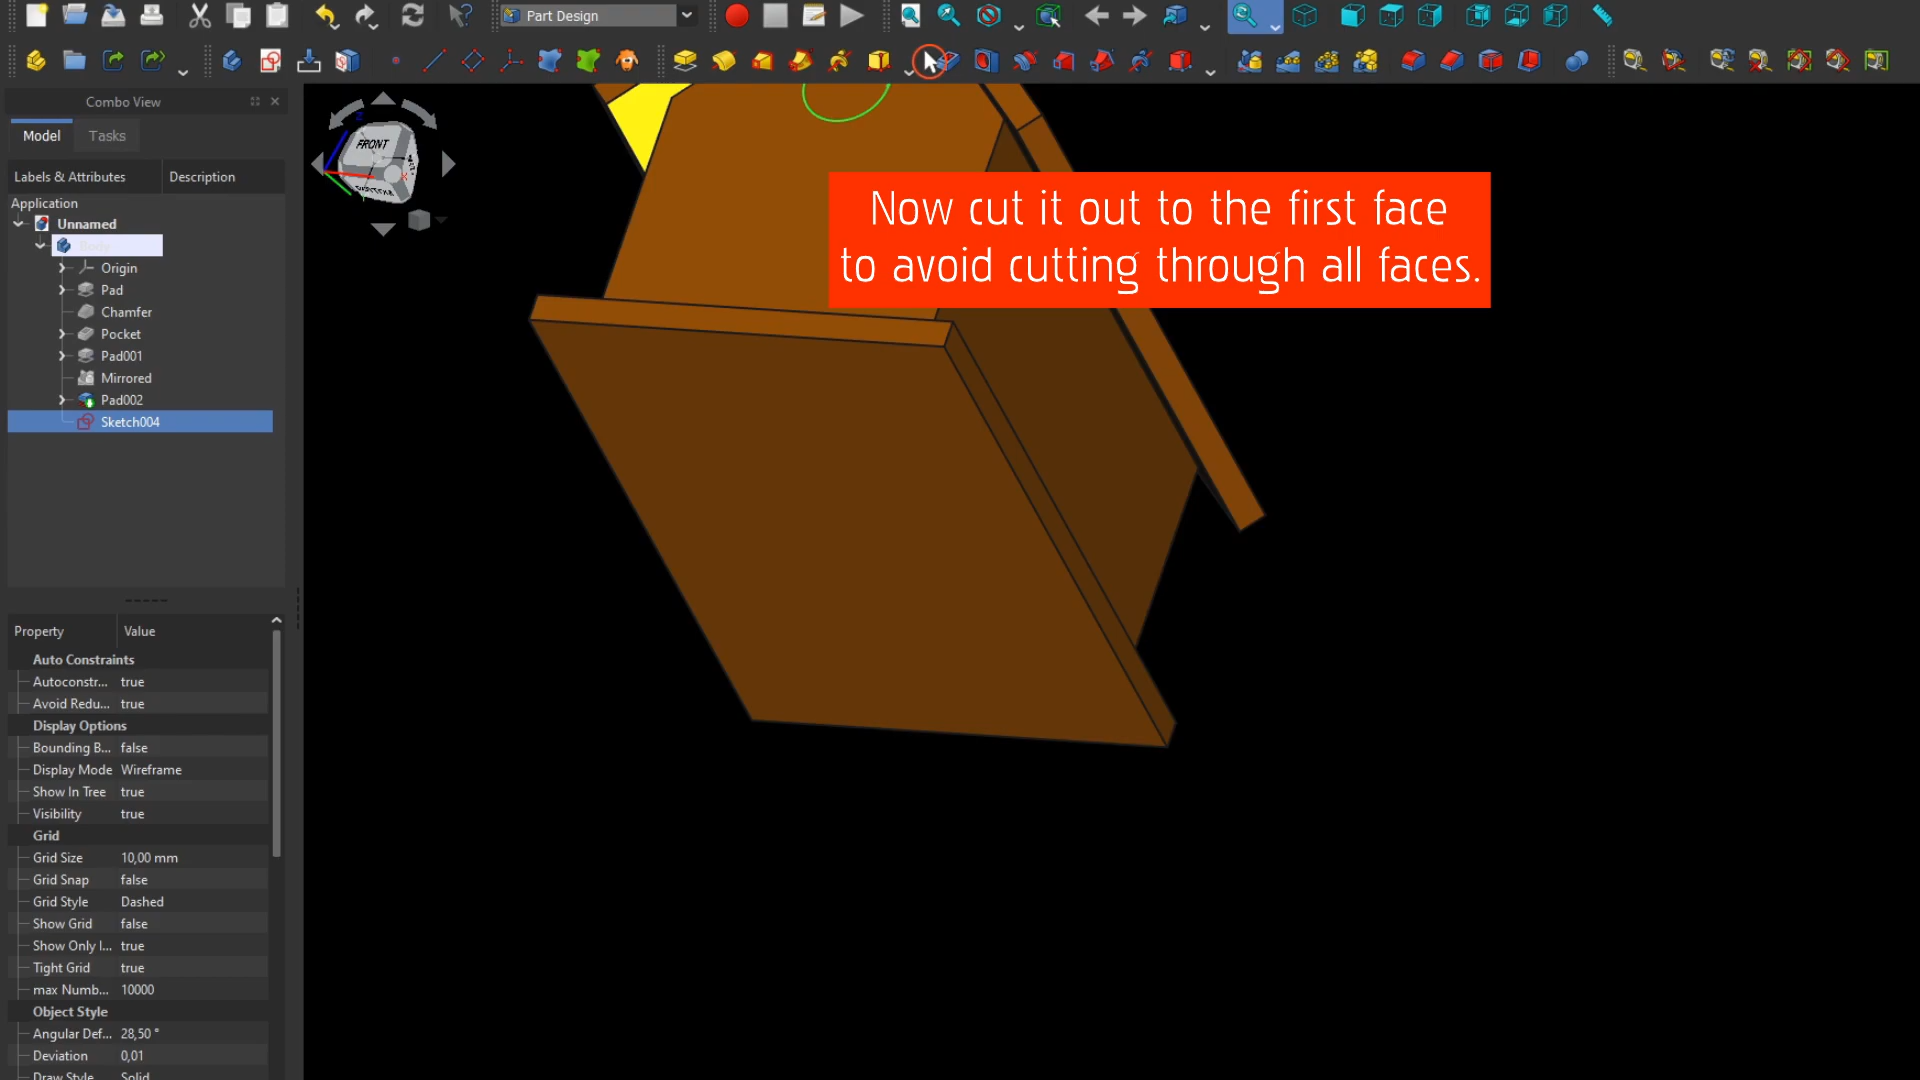 Part Design
Combo View
Model
Tasks
Labels & Attributes
Description
Application
Unnamed
Body
Origin
Pad
Chamfer
Pocket
Pad001
Mirrored
Pad002
Sketch004
FRONT
Z
X
Now cut it out to the first face
to avoid cutting through all faces.
Property
Value
Auto Constraints
Autoconstr... true
Avoid Redu... true
Display Options
Bounding B... false
Display Mode Wireframe
Show In Tree true
Visibility true
Grid
Grid Size 10,00 mm
Grid Snap false
Grid Style Dashed
Show Grid false
Show Only I... true
Tight Grid true
max Numb... 10000
Object Style
Angular Def... 28,50 °
Deviation 0,01
Draw Style Solid